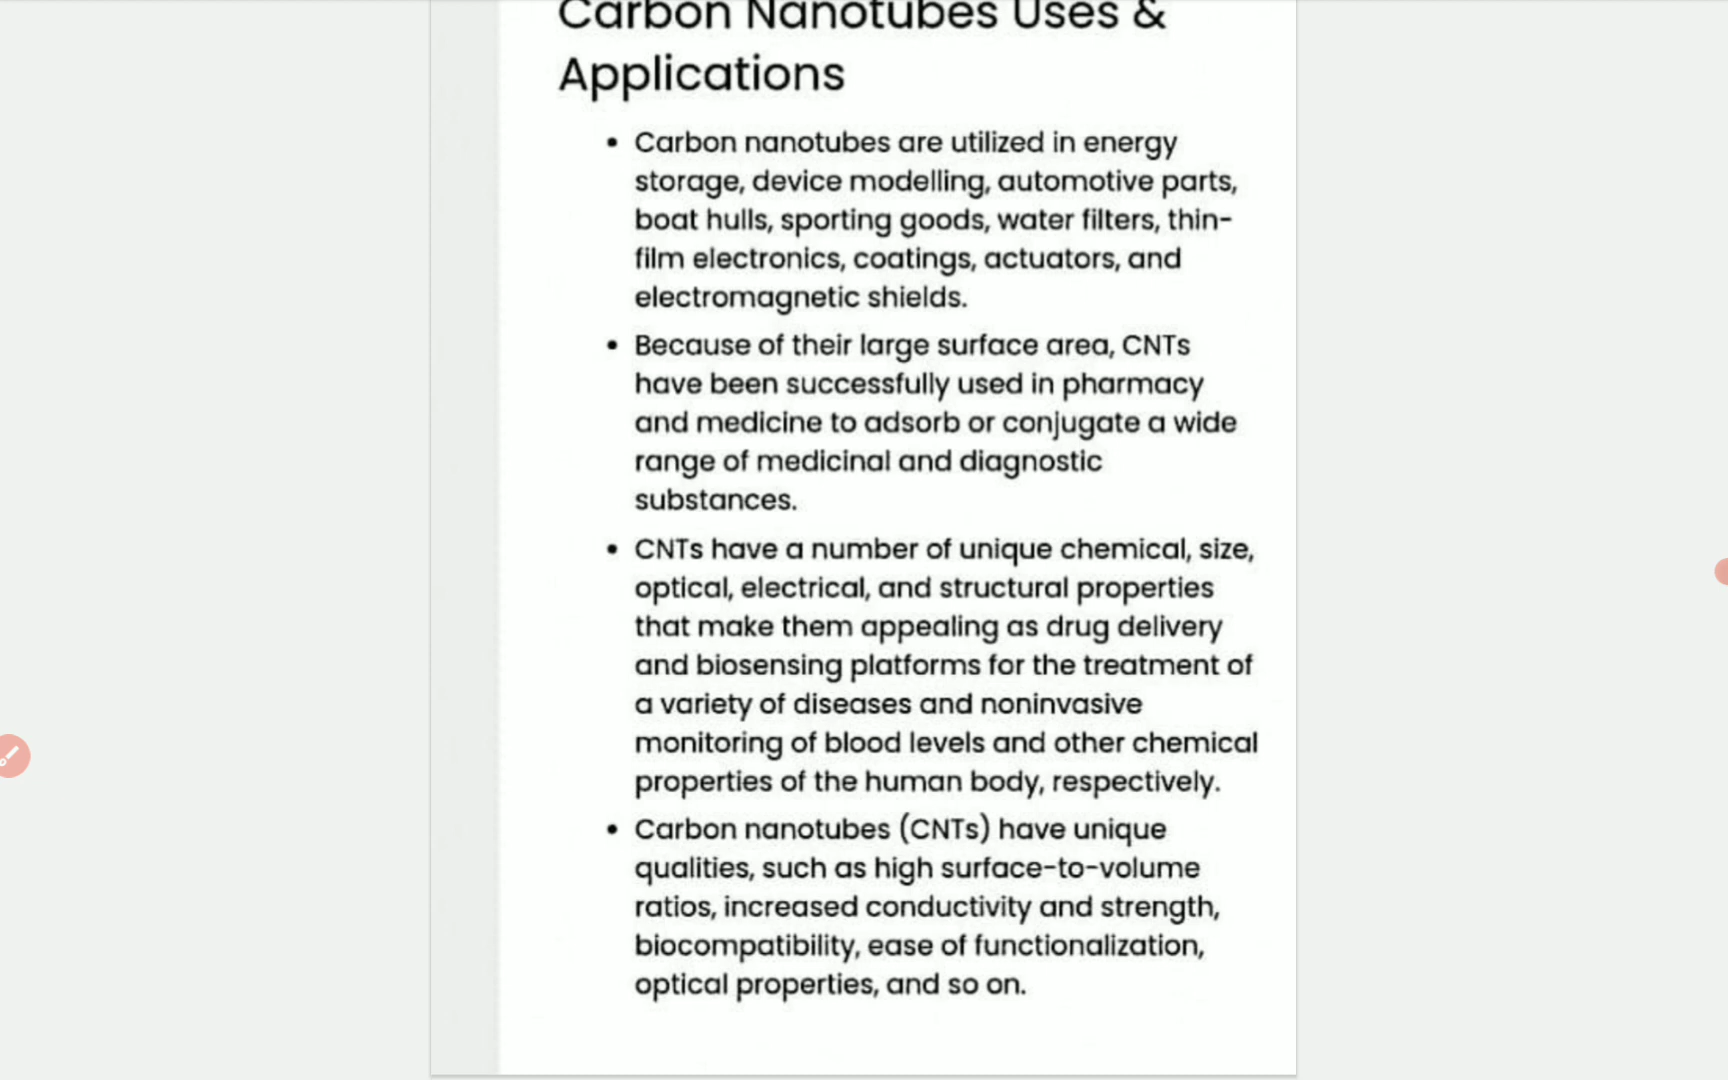 Carbon Nanotubes Uses &
Applications
• Carbon nanotubes are utilized in energy
storage, device modelling, automotive parts,
boat hulls, sporting goods, water filters, thin-
film electronics, coatings, actuators, and
electromagnetic shields.
• Because of their large surface area, CNTs
have been successfully used in pharmacy
and medicine to adsorb or conjugate a wide
range of medicinal and diagnostic
substances.
• CNTs have a number of unique chemical, size,
optical, electrical, and structural properties
that make them appealing as drug delivery
and biosensing platforms for the treatment of
a variety of diseases and noninvasive
monitoring of blood levels and other chemical
properties of the human body, respectively.
• Carbon nanotubes (CNTs) have unique
qualities, such as high surface-to-volume
ratios, increased conductivity and strength,
biocompatibility, ease of functionalization,
optical properties, and so on.